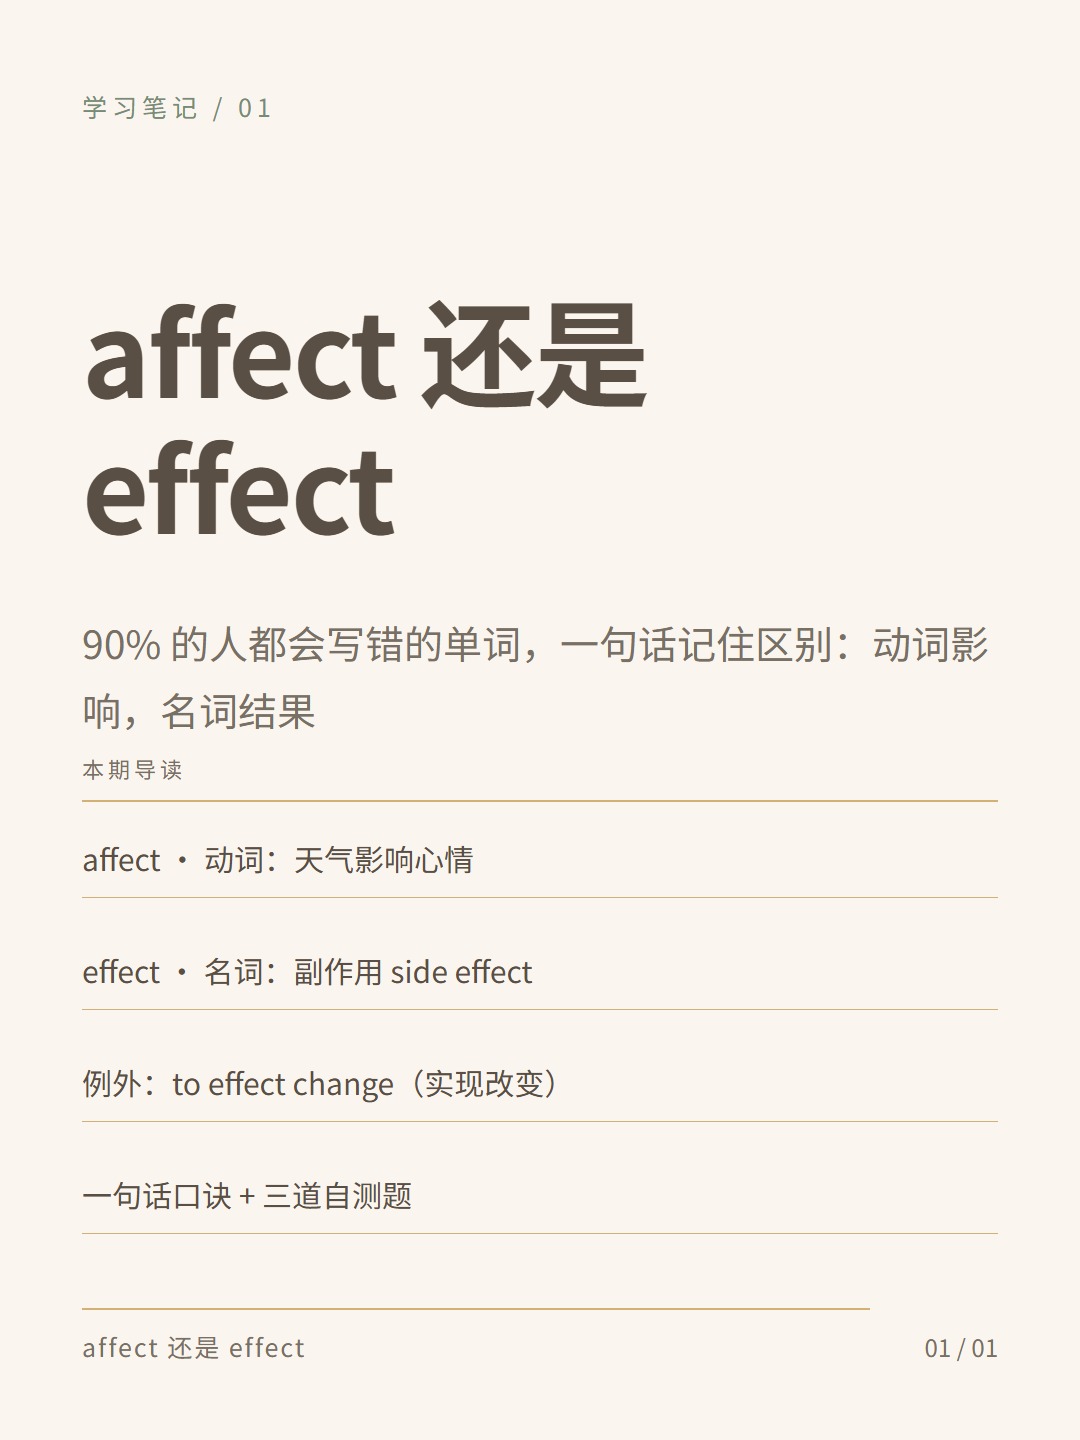 学习笔记 / 01
affect 还是
effect
90% 的人都会写错的单词，一句话记住区别：动词影
响，名词结果
本期导读
affect · 动词：天气影响心情
effect · 名词：副作用 side effect
例外：to effect change（实现改变）
一句话口诀 + 三道自测题
affect 还是 effect
01 / 01